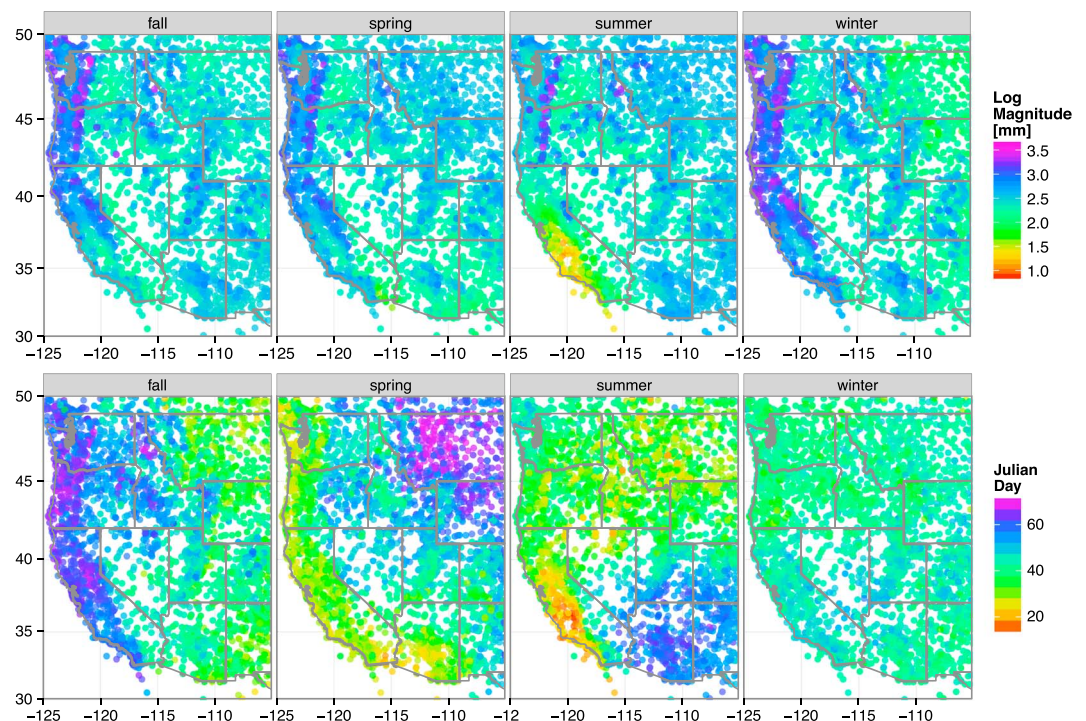 fall spring summer winter
50
45
40
35
30
−125 −120 −115 −110 −125 −120 −115 −110 −125 −120 −115 −110 −125 −120 −115 −110
Log
Magnitude
[mm]
3.5
3.0
2.5
2.0
1.5
1.0
fall spring summer winter
50
45
40
35
30
−125 −120 −115 −110 −125 −120 −115 −110 −12 −120 −115 −110 −125 −120 −115 −110
Julian
Day
60
40
20